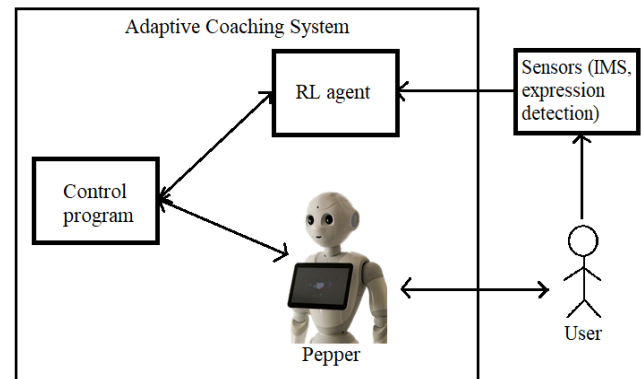 Adaptive Coaching System
RL agent
Sensors (IMS,
expression
detection)
Control
program
Pepper
User